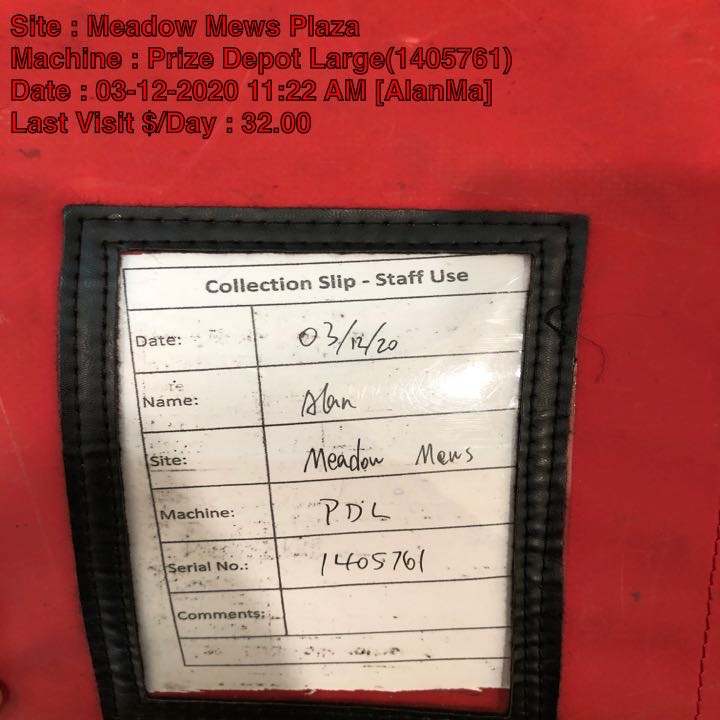 Site : Meadow Mews Plaza
Machine : Prize Depot Large(1405761)
Date : 03-12-2020 11:22 AM [AlanMa]
Last Visit $/Day : 32.00
Collection Slip - Staff Use
Date: 03/12/20
Name: Alan
Site: Meadow Mews
Machine: PDL
Serial No.: 1405761
Comments: